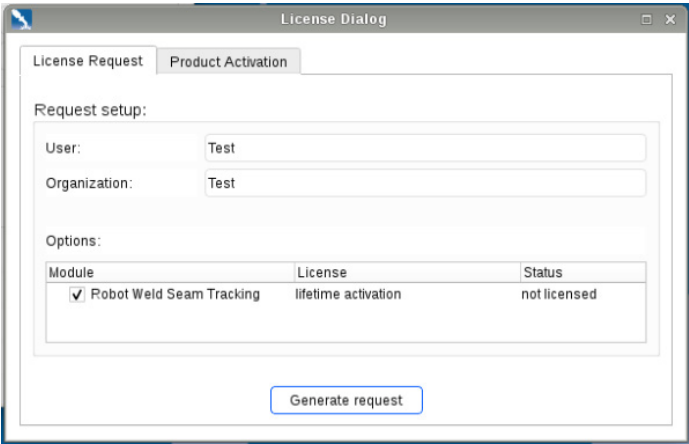 License Dialog
License Request Product Activation
Request setup:
User: Test
Organization: Test
Options:
Module License Status
Robot Weld Seam Tracking lifetime activation not licensed
Generate request